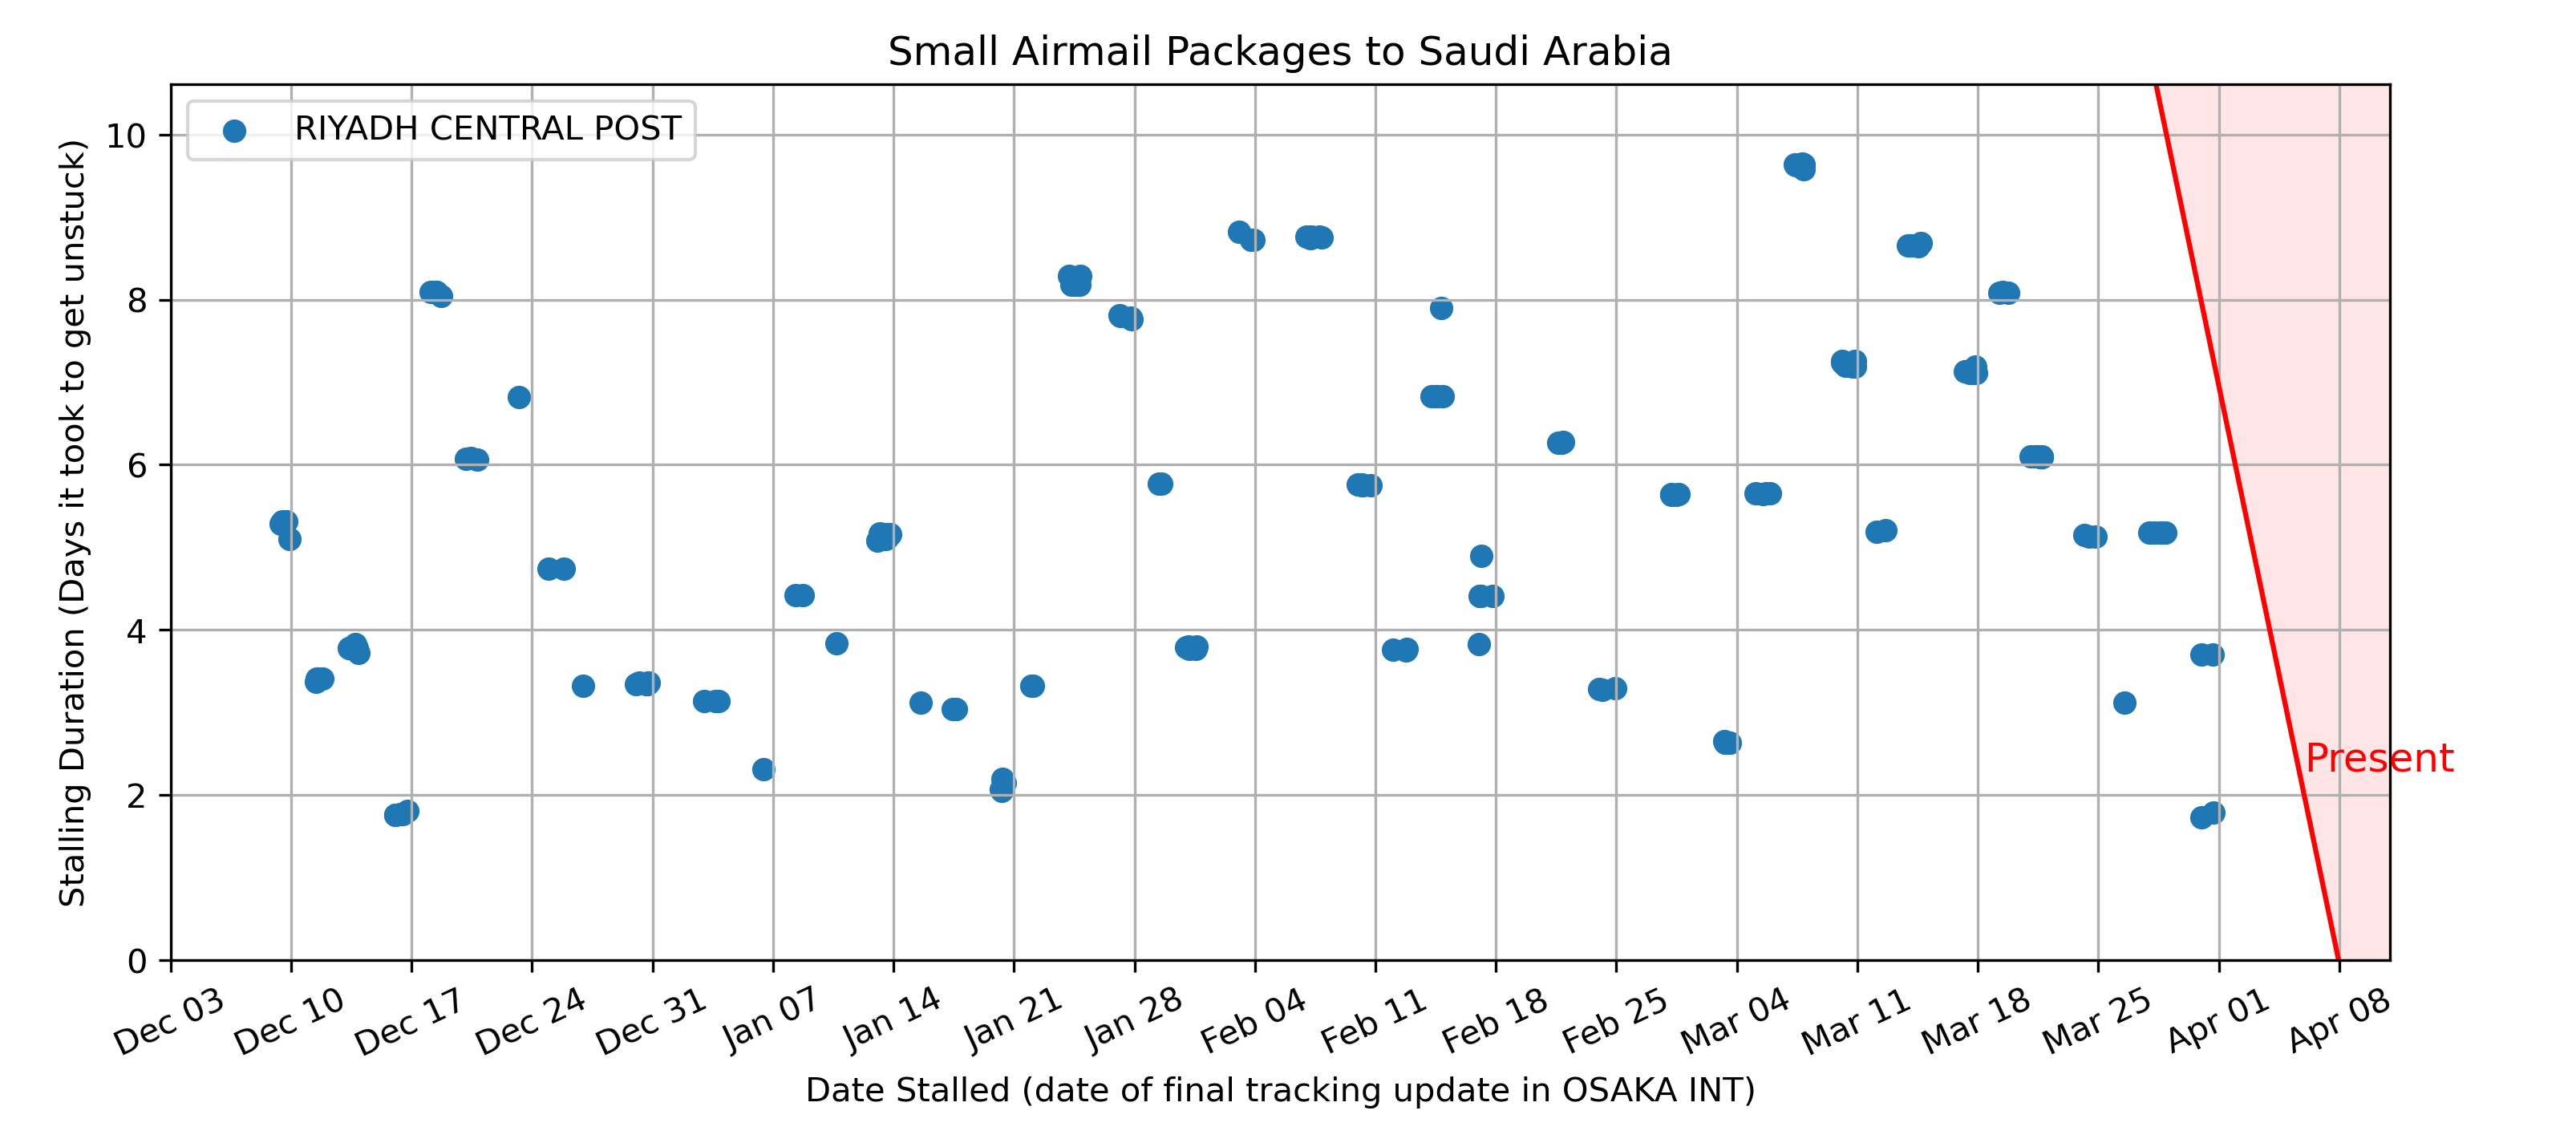 Small Airmail Packages to Saudi Arabia
RIYADH CENTRAL POST
Stalling Duration (Days it took to get unstuck)
10
8
6
4
2
0
Present
Dec 03
Dec 10
Dec 17
Dec 24
Dec 31
Jan 07
Jan 14
Jan 21
Jan 28
Feb 04
Feb 11
Feb 18
Feb 25
Mar 04
Mar 11
Mar 18
Mar 25
Apr 01
Apr 08
Date Stalled (date of final tracking update in OSAKA INT)